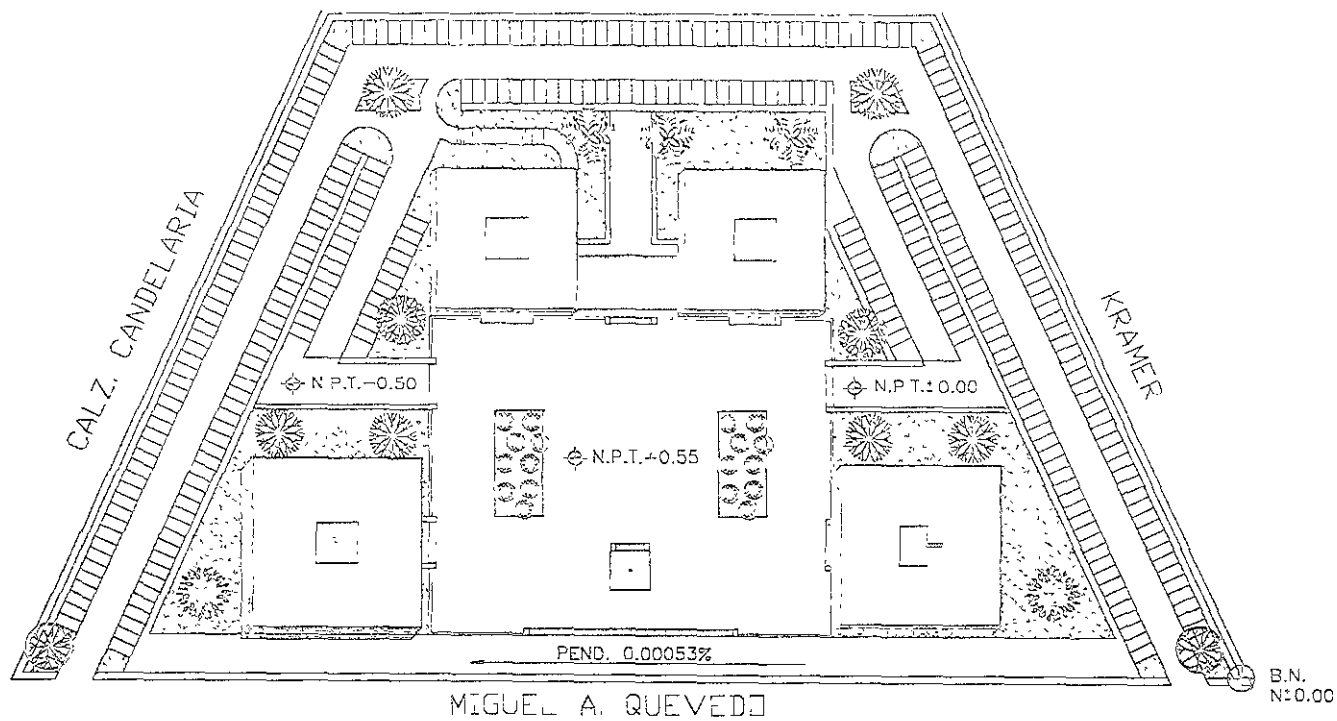 CALZ. CANDELARIA
KRAMER
N.P.T.-0.50
N.P.T.±0.00
N.P.T.+0.55
PEND. 0.00053%
MIGUEL A. QUEVEDO
B.N.
N±0.00